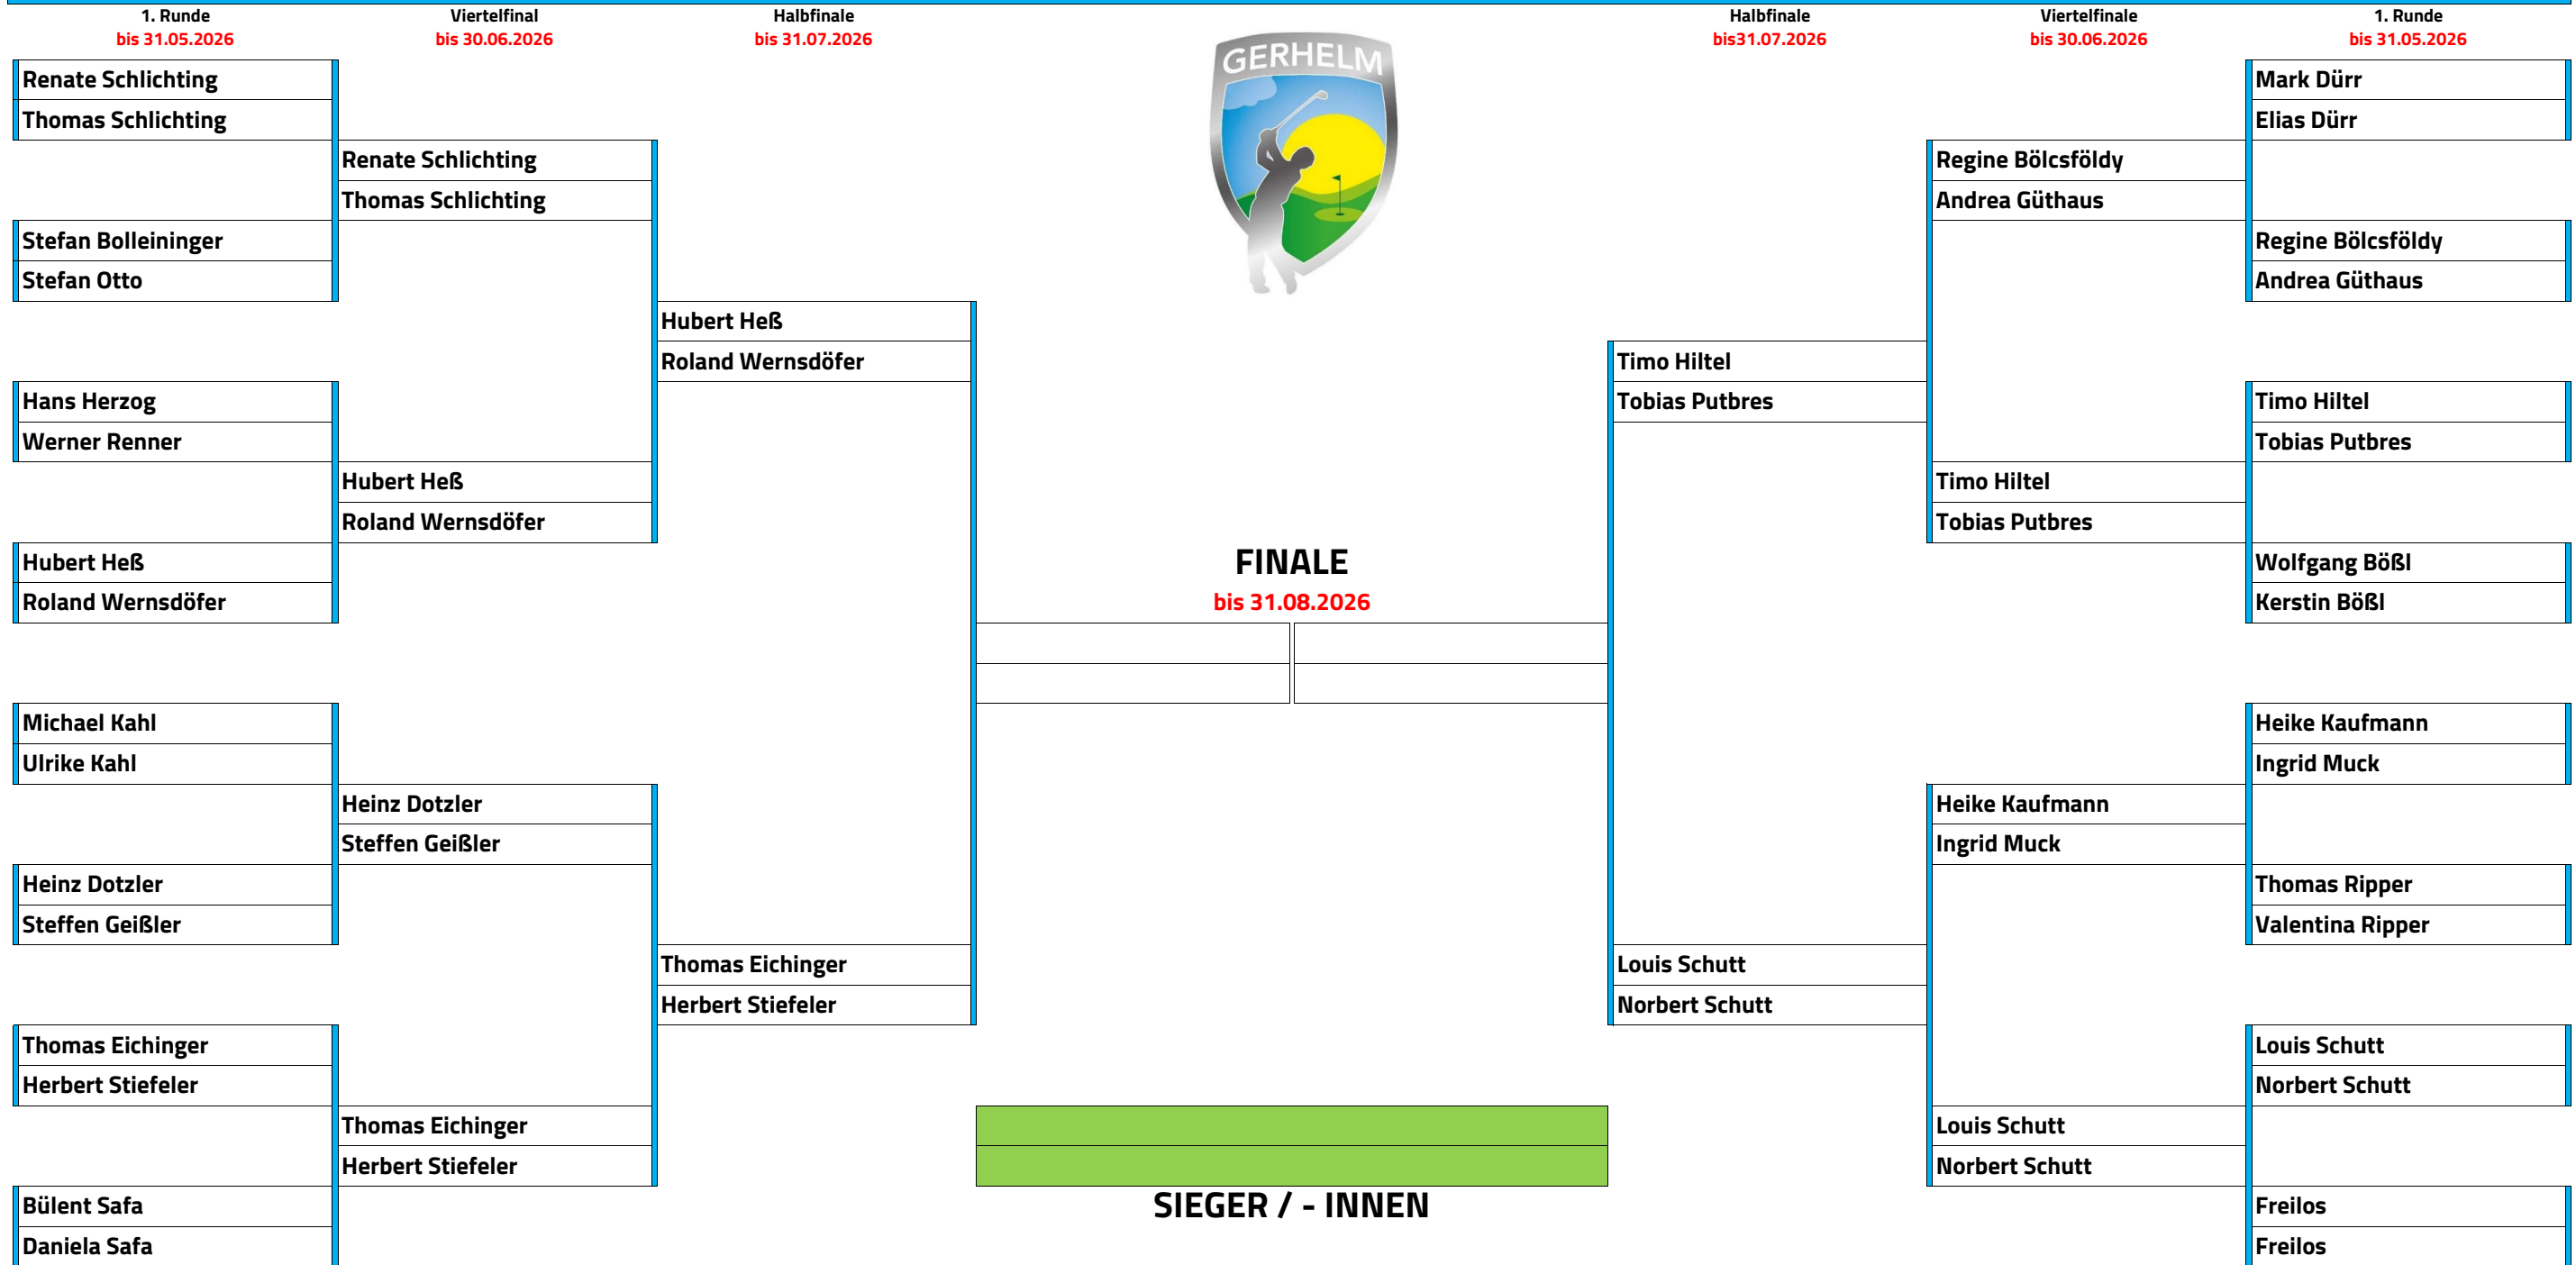 1. Runde
Viertelfinal
Halbfinale
Halbfinale
Viertelfinale
1. Runde
bis 31.05.2026
bis 30.06.2026
bis 31.07.2026
bis31.07.2026
bis 30.06.2026
bis 31.05.2026
GERHELM
Renate Schlichting
Thomas Schlichting
Stefan Bolleininger
Stefan Otto
Hans Herzog
Werner Renner
Hubert Heß
Roland Wernsdöfer
Michael Kahl
Ulrike Kahl
Heinz Dotzler
Steffen Geißler
Thomas Eichinger
Herbert Stiefeler
Bülent Safa
Daniela Safa
Renate Schlichting
Thomas Schlichting
Hubert Heß
Roland Wernsdöfer
Heinz Dotzler
Steffen Geißler
Thomas Eichinger
Herbert Stiefeler
Hubert Heß
Roland Wernsdöfer
Thomas Eichinger
Herbert Stiefeler
FINALE
bis 31.08.2026
SIEGER / - INNEN
Timo Hiltel
Tobias Putbres
Louis Schutt
Norbert Schutt
Regine Bölcsföldy
Andrea Güthaus
Timo Hiltel
Tobias Putbres
Heike Kaufmann
Ingrid Muck
Louis Schutt
Norbert Schutt
Mark Dürr
Elias Dürr
Regine Bölcsföldy
Andrea Güthaus
Timo Hiltel
Tobias Putbres
Wolfgang Bößl
Kerstin Bößl
Heike Kaufmann
Ingrid Muck
Thomas Ripper
Valentina Ripper
Louis Schutt
Norbert Schutt
Freilos
Freilos